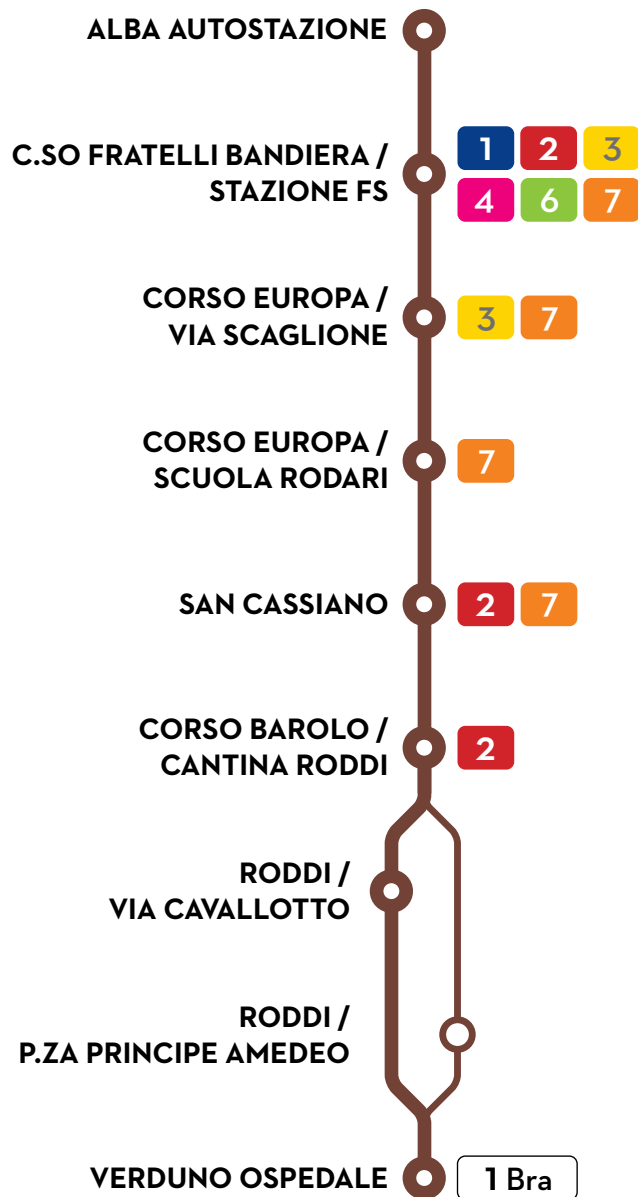 ALBA AUTOSTAZIONE
C.SO FRATELLI BANDIERA /
STAZIONE FS
1 2 3
4 6 7
CORSO EUROPA /
VIA SCAGLIONE
3 7
CORSO EUROPA /
SCUOLA RODARI
7
SAN CASSIANO
2 7
CORSO BAROLO /
CANTINA RODDI
2
RODDI /
VIA CAVALLOTTO
RODDI /
P.ZA PRINCIPE AMEDEO
VERDUNO OSPEDALE
1 Bra